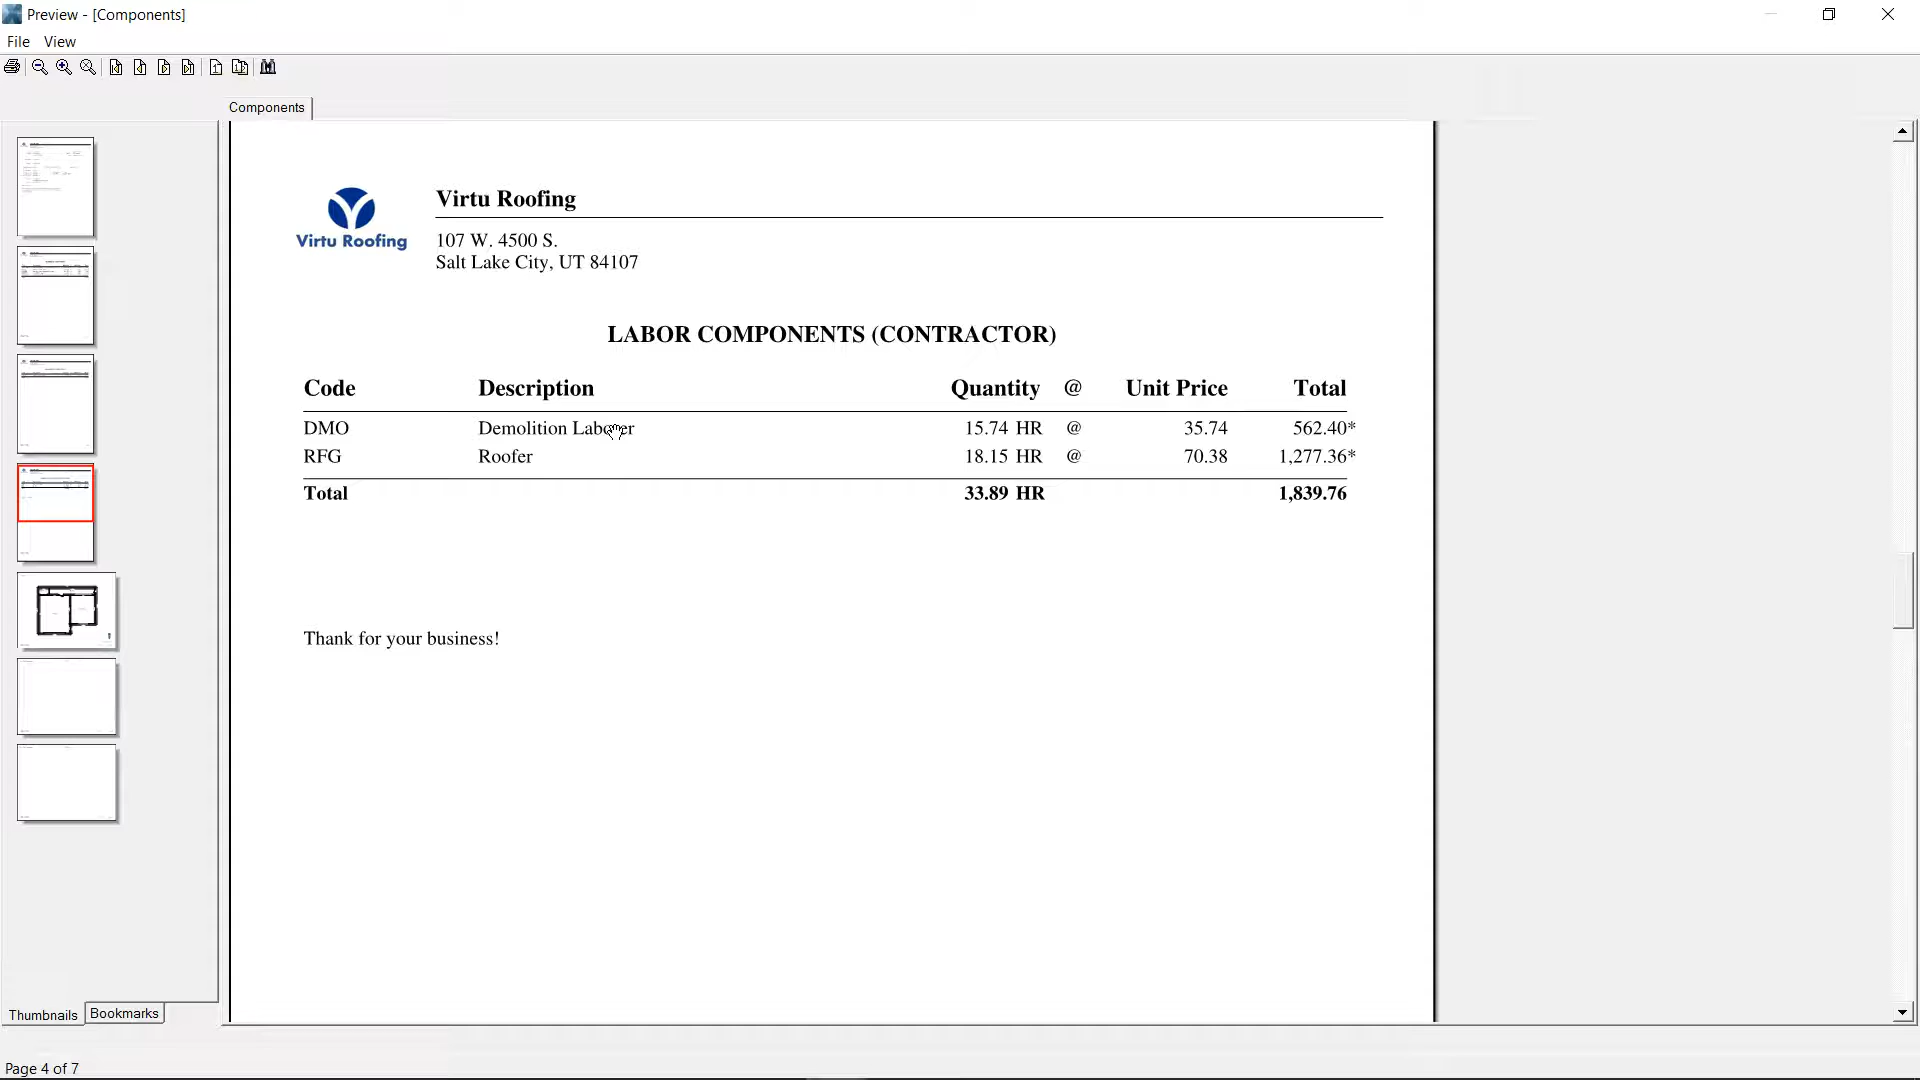 Preview - [Components]
File View
Components
Virtu Roofing
Virtu Roofing
107 W. 4500 S.
Salt Lake City, UT 84107
LABOR COMPONENTS (CONTRACTOR)
Code Description Quantity @ Unit Price Total
DMO Demolition Laborer 15.74 HR @ 35.74 562.40*
RFG Roofer 18.15 HR @ 70.38 1,277.36*
Total 33.89 HR 1,839.76
Thank for your business!
Thumbnails Bookmarks
Page 4 of 7